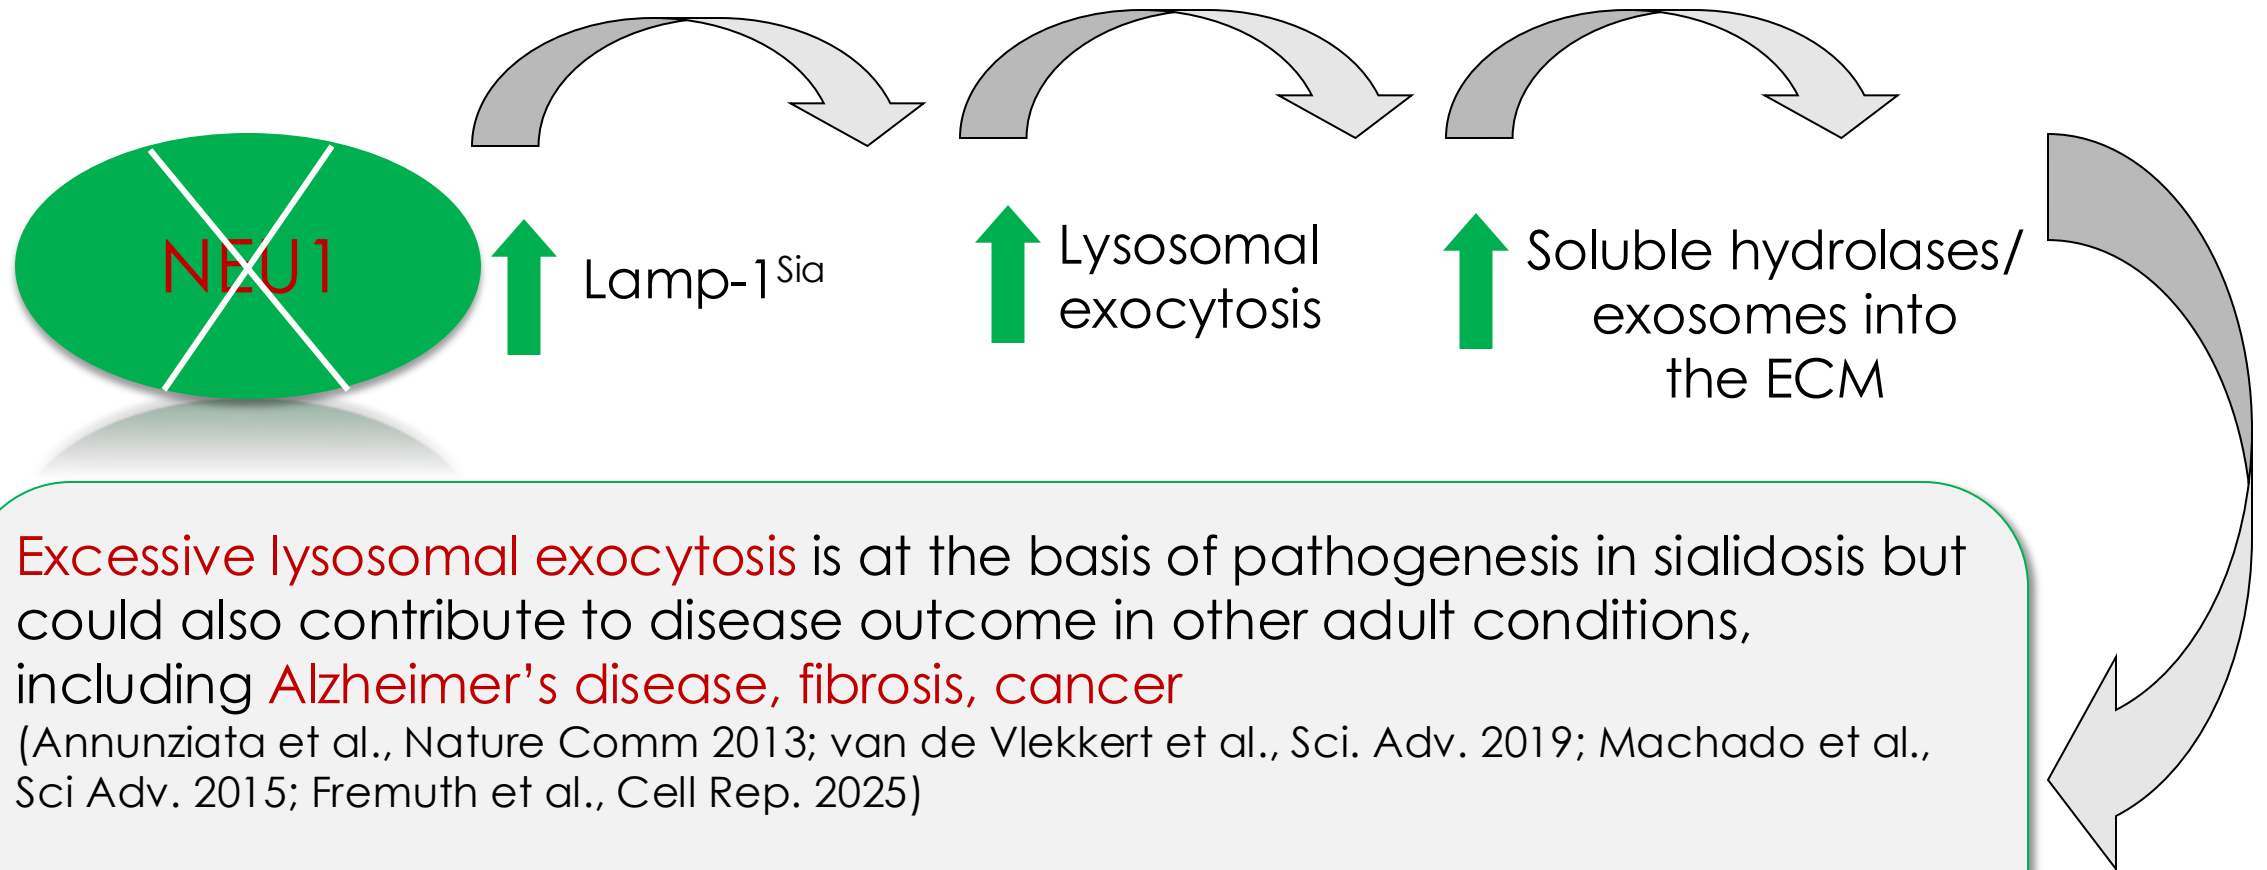 NEU1
Lamp-1Sia
Lysosomal
exocytosis
Soluble hydrolases/
exosomes into
the ECM
Excessive lysosomal exocytosis is at the basis of pathogenesis in sialidosis but
could also contribute to disease outcome in other adult conditions,
including Alzheimer’s disease, fibrosis, cancer
(Annunziata et al., Nature Comm 2013; van de Vlekkert et al., Sci. Adv. 2019; Machado et al.,
Sci Adv. 2015; Fremuth et al., Cell Rep. 2025)